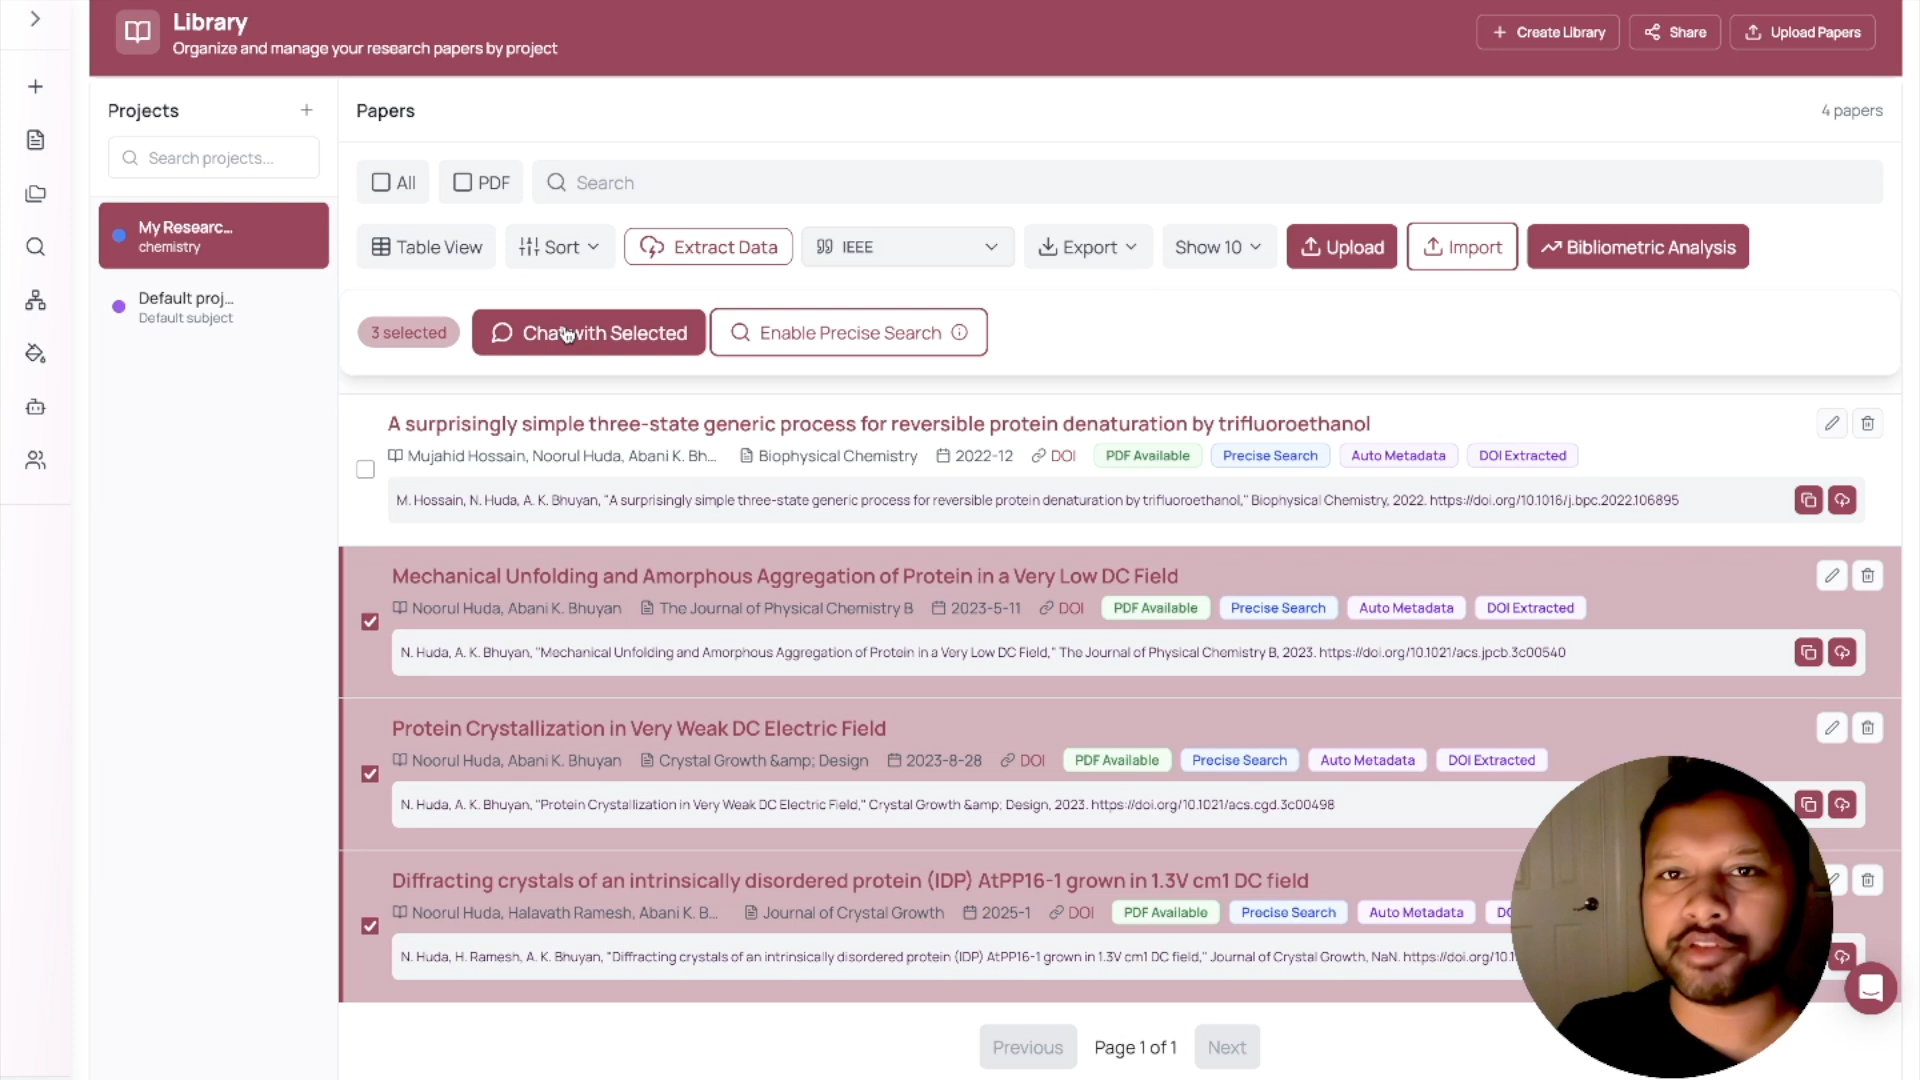 Library
Organize and manage your research papers by project
Create Library
Share
Upload Papers
Projects
Search projects...
My Researc...
chemistry
Default proj...
Default subject
Papers
4 papers
All
PDF
Search
Table View
Sort
Extract Data
IEEE
Export
Show 10
Upload
Import
Bibliometric Analysis
3 selected
Chat with Selected
Enable Precise Search
A surprisingly simple three-state generic process for reversible protein denaturation by trifluoroethanol
Mujahid Hossain, Noorul Huda, Abani K. Bh... Biophysical Chemistry 2022-12 DOI PDF Available Precise Search Auto Metadata DOI Extracted
M. Hossain, N. Huda, A. K. Bhuyan, "A surprisingly simple three-state generic process for reversible protein denaturation by trifluoroethanol," Biophysical Chemistry, 2022. https://doi.org/10.1016/j.bpc.2022.106895
Mechanical Unfolding and Amorphous Aggregation of Protein in a Very Low DC Field
Noorul Huda, Abani K. Bhuyan The Journal of Physical Chemistry B 2023-5-11 DOI PDF Available Precise Search Auto Metadata DOI Extracted
N. Huda, A. K. Bhuyan, "Mechanical Unfolding and Amorphous Aggregation of Protein in a Very Low DC Field," The Journal of Physical Chemistry B, 2023. https://doi.org/10.1021/acs.jpcb.3c00540
Protein Crystallization in Very Weak DC Electric Field
Noorul Huda, Abani K. Bhuyan Crystal Growth &amp; Design 2023-8-28 DOI PDF Available Precise Search Auto Metadata DOI Extracted
N. Huda, A. K. Bhuyan, "Protein Crystallization in Very Weak DC Electric Field," Crystal Growth &amp; Design, 2023. https://doi.org/10.1021/acs.cgd.3c00498
Diffracting crystals of an intrinsically disordered protein (IDP) AtPP16-1 grown in 1.3V cm1 DC field
Noorul Huda, Halavath Ramesh, Abani K. B... Journal of Crystal Growth 2025-1 DOI PDF Available Precise Search Auto Metadata
N. Huda, H. Ramesh, A. K. Bhuyan, "Diffracting crystals of an intrinsically disordered protein (IDP) AtPP16-1 grown in 1.3V cm1 DC field," Journal of Crystal Growth, NaN. https://doi.org/10.1
Previous
Page 1 of 1
Next